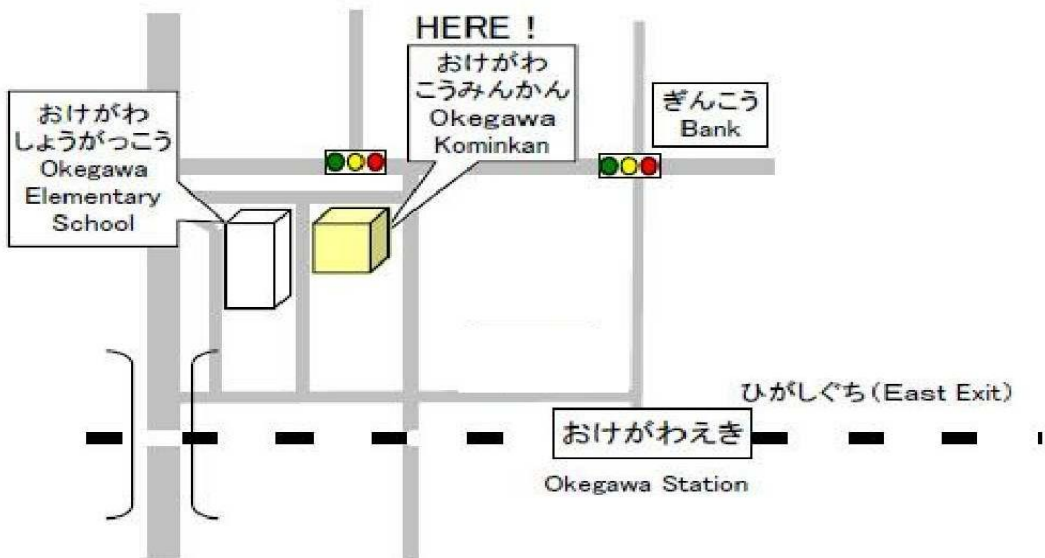 HERE !
おけがわ
こうみんかん
Okegawa
Kominkan
おけがわ
しょうがっこう
Okegawa
Elementary
School
ぎんこう
Bank
ひがしぐち(East Exit)
おけがわえき
Okegawa Station